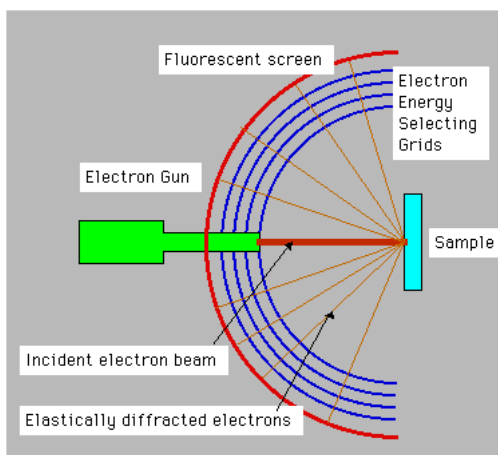 Fluorescent screen
Electron
Energy
Selecting
Grids
Electron Gun
Sample
Incident electron beam
Elastically diffracted electrons